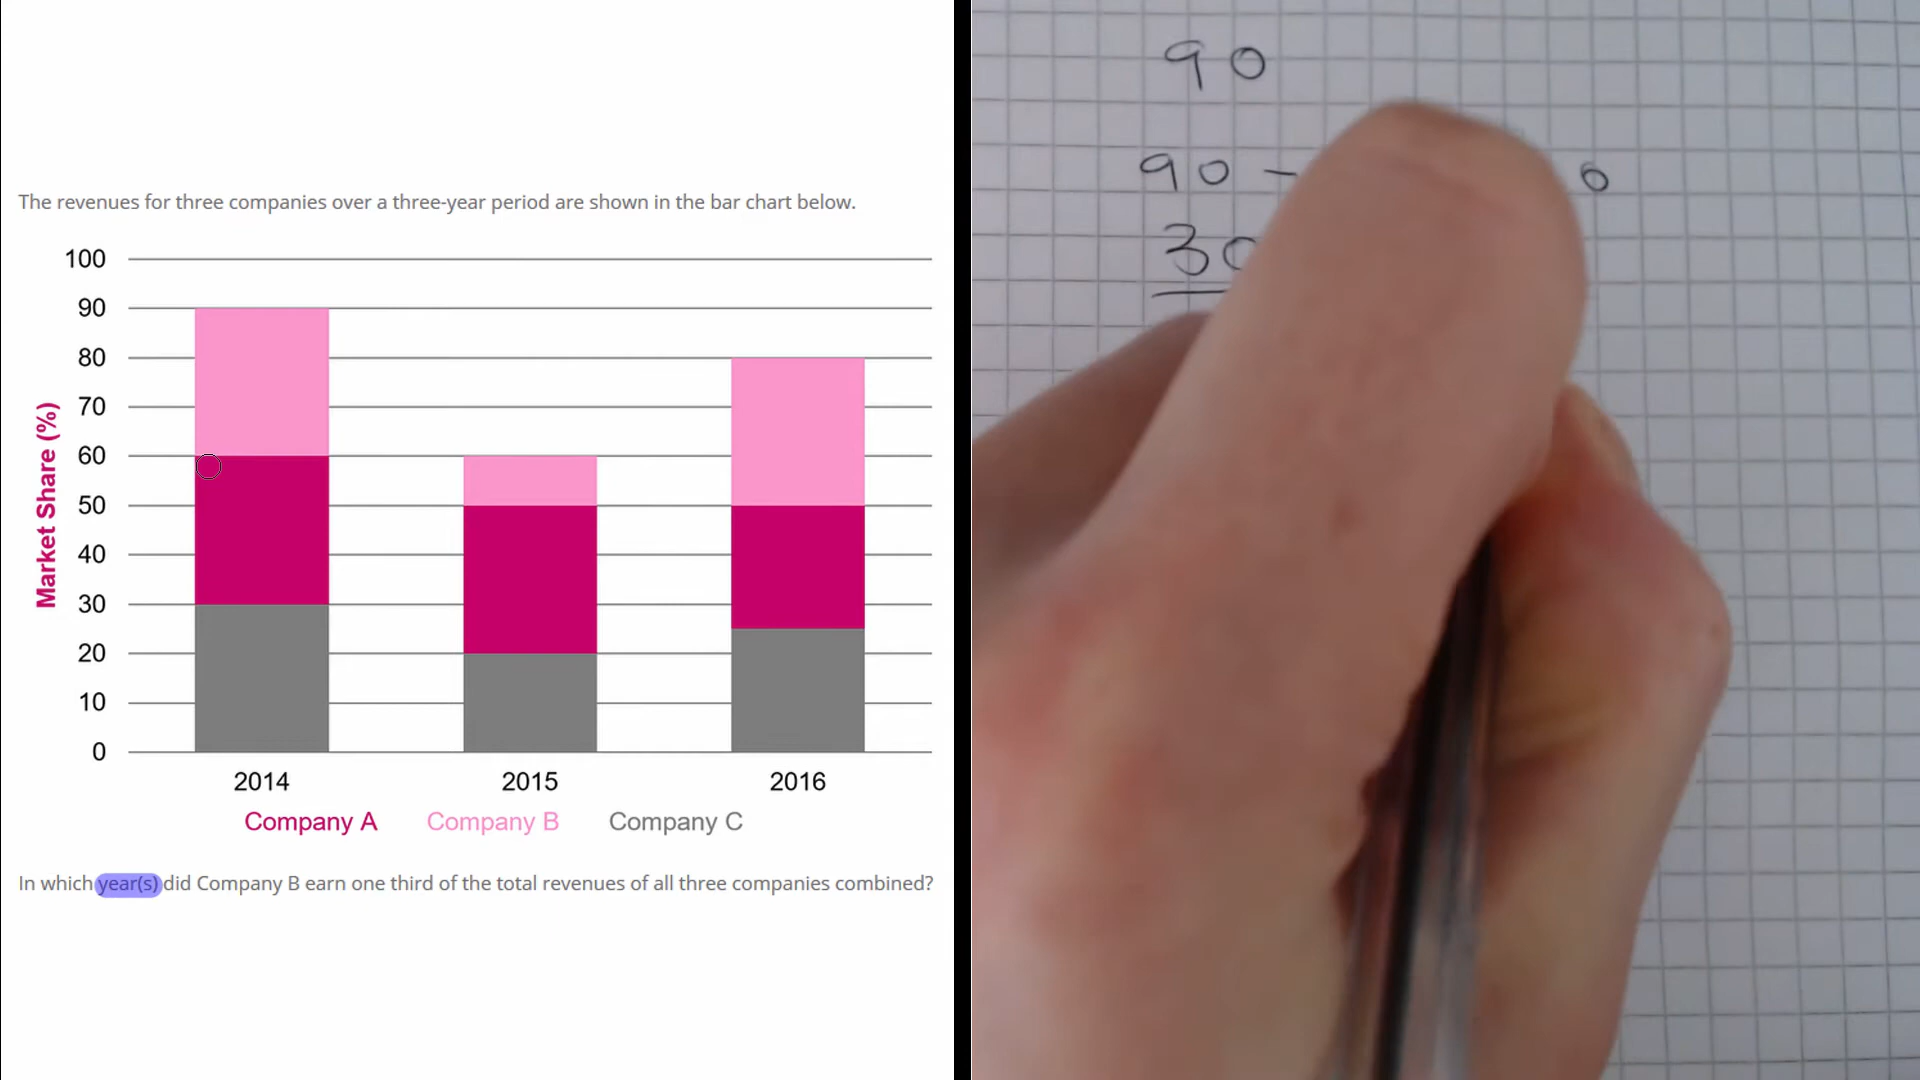 The revenues for three companies over a three-year period are shown in the bar chart below.
100
90
80
70
60
50
40
30
20
10
0
Market Share (%)
2014 2015 2016
Company A Company B Company C
In which year(s) did Company B earn one third of the total revenues of all three companies combined?
90
90 -
30